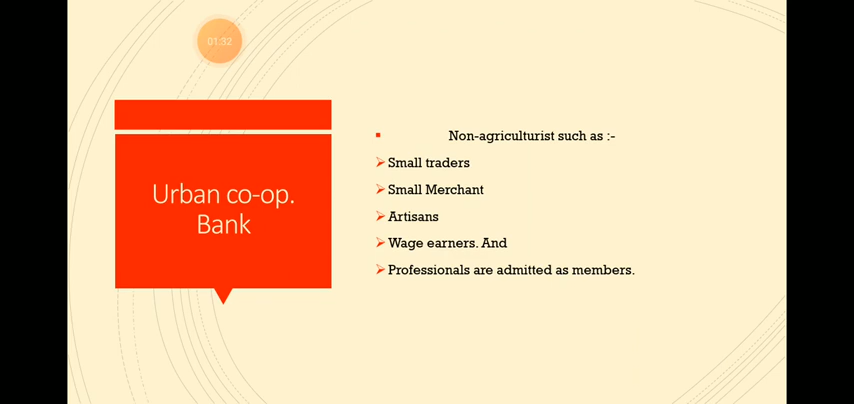 01:32
Urban co-op.
Bank
Non-agriculturist such as :-
Small traders
Small Merchant
Artisans
Wage earners. And
Professionals are admitted as members.